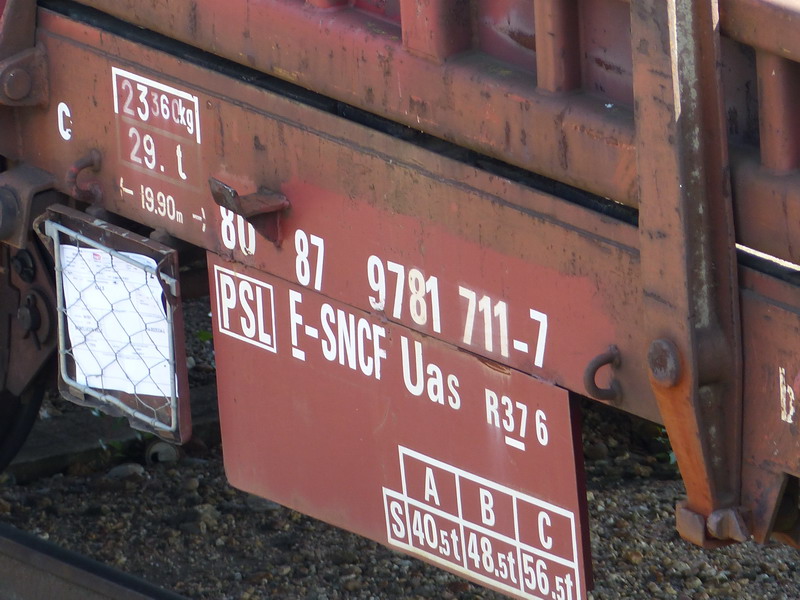 C
23360kg
29. t
←19.90m→
80 87 9781 711-7
PSL
F-SNCF Uas R37 6
A B C
S 40.5t 48.5t 56.5t